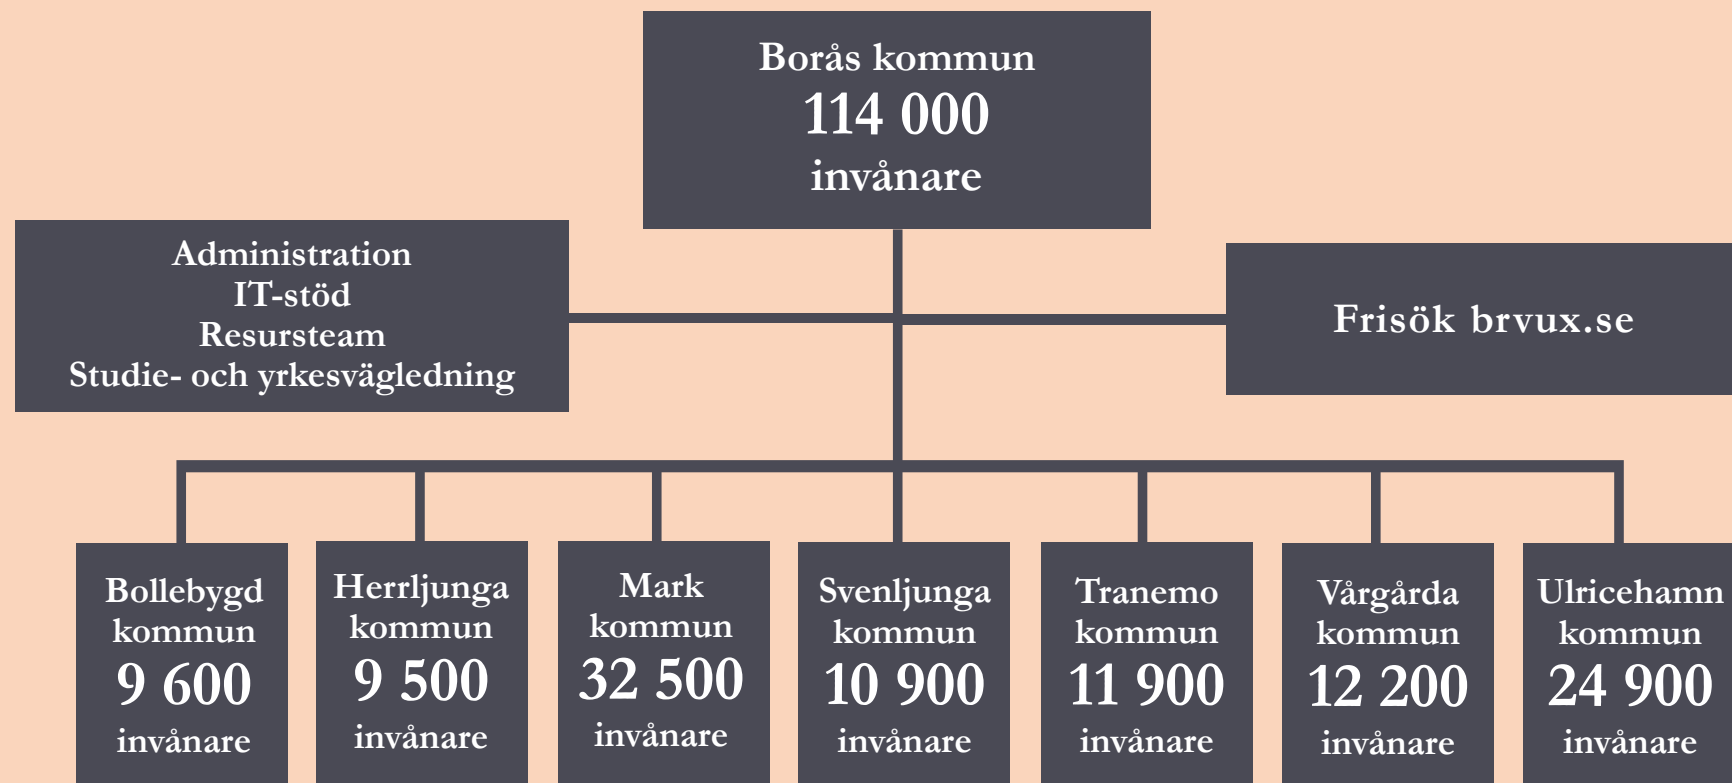 Borås kommun
114 000
invånare
Administration
IT-stöd
Resursteam
Studie- och yrkesvägledning
Frisök brvux.se
Bollebygd
kommun
9 600
invånare
Herrljunga
kommun
9 500
invånare
Mark
kommun
32 500
invånare
Svenljunga
kommun
10 900
invånare
Tranemo
kommun
11 900
invånare
Vårgårda
kommun
12 200
invånare
Ulricehamn
kommun
24 900
invånare